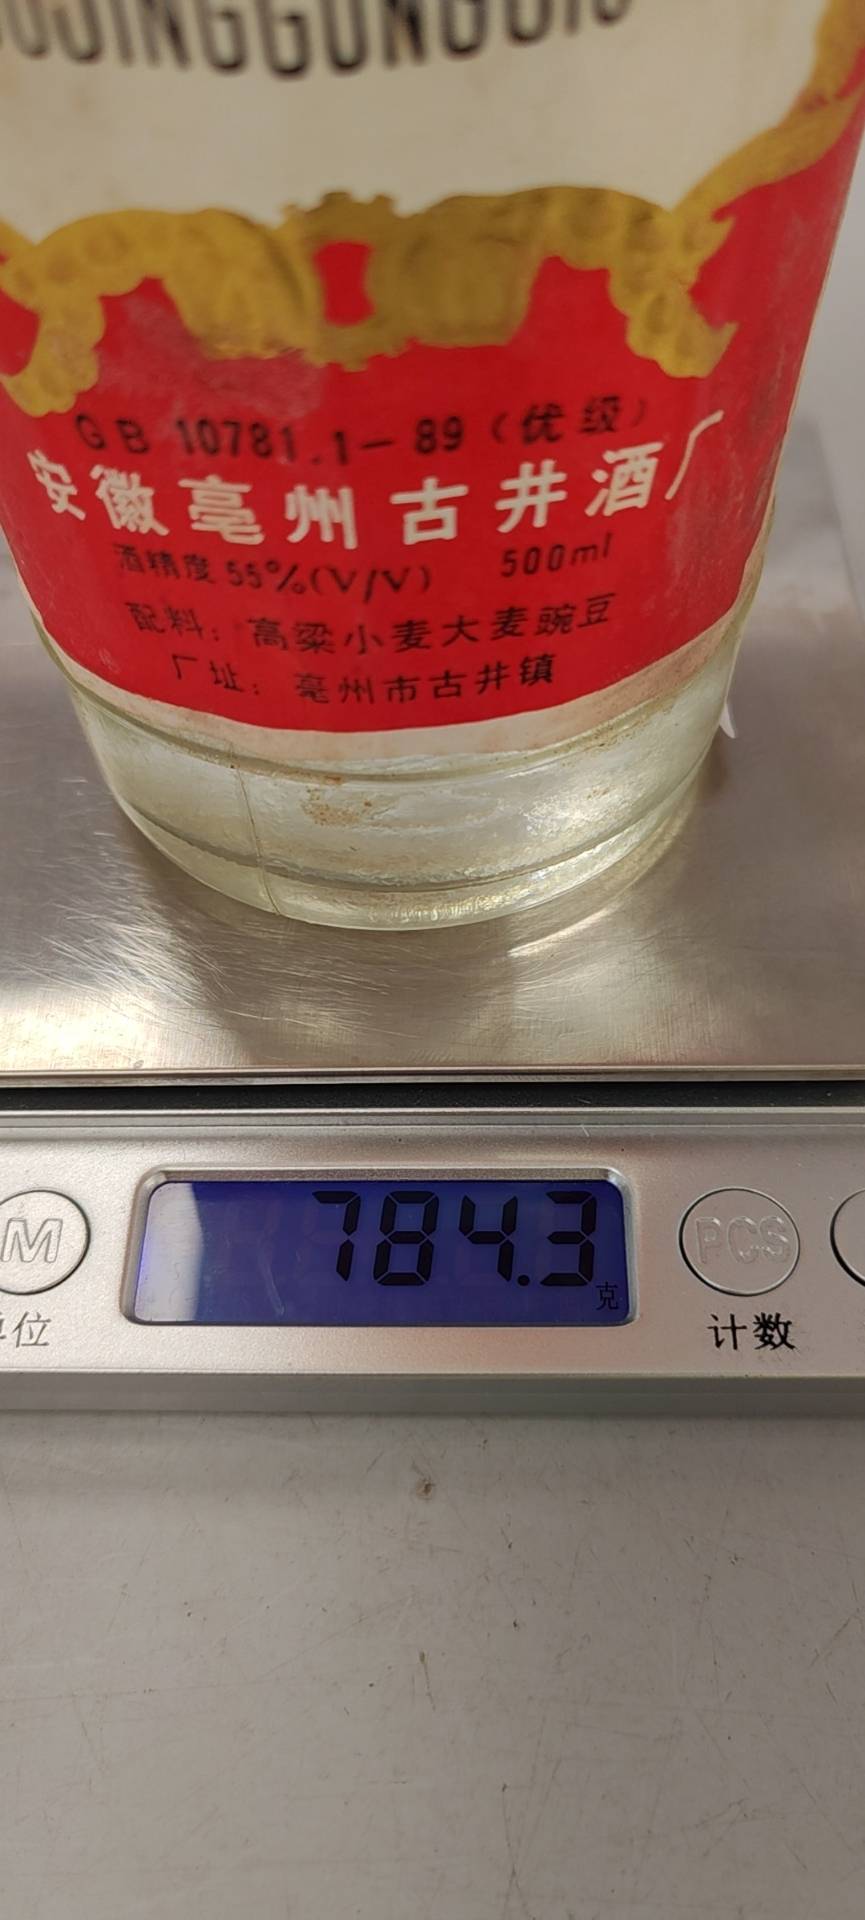 GUJINGGONGJIU
GB 10781.1-89（优级）
安徽亳州古井酒厂
酒精度 55%(V/V) 500ml
配料：高粱小麦大麦豌豆
厂址：亳州市古井镇
784.3
克
M PCS
单位 计数